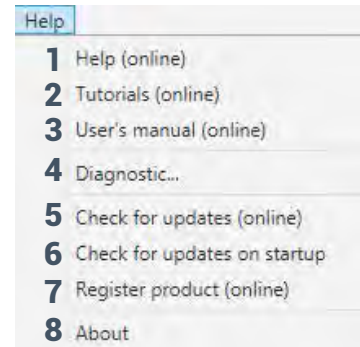 Help
1 Help (online)
2 Tutorials (online)
3 User's manual (online)
4 Diagnostic...
5 Check for updates (online)
6 Check for updates on startup
7 Register product (online)
8 About